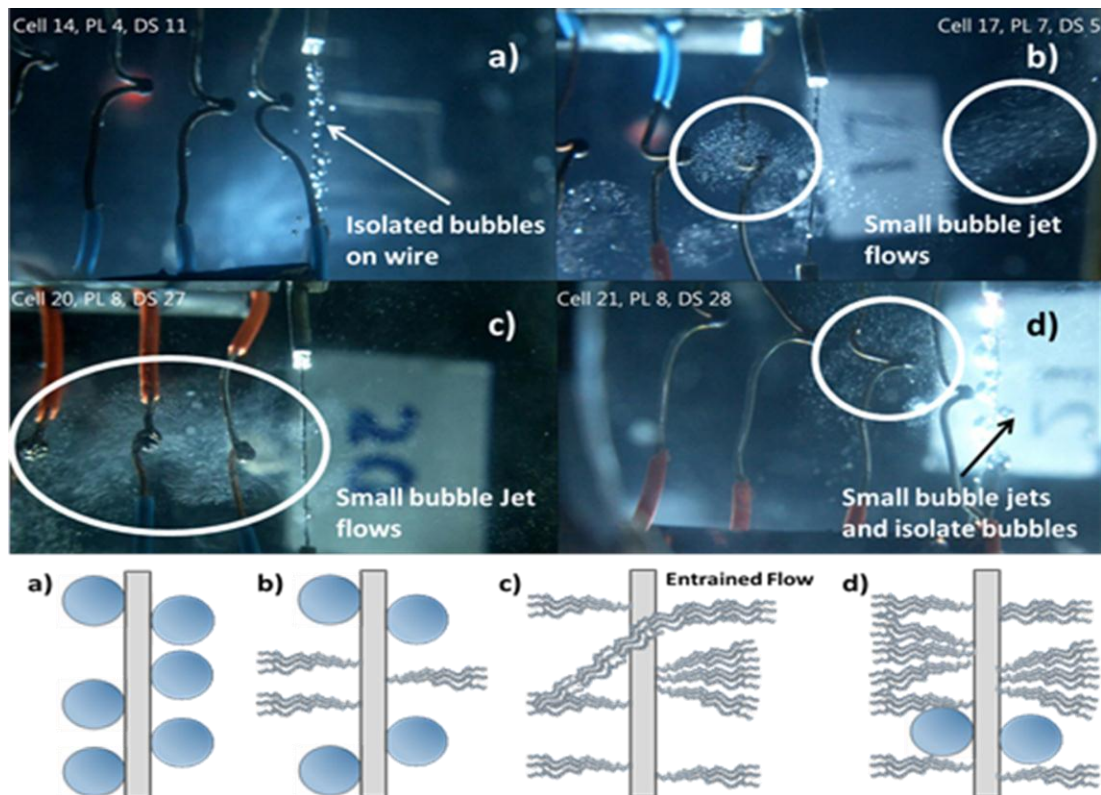 Cell 14, PL 4, DS 11
a)
Isolated bubbles
on wire
Cell 17, PL 7, DS 5
b)
Small bubble jet
flows
Cell 20, PL 8, DS 27
c)
Small bubble Jet
flows
Cell 21, PL 8, DS 28
d)
Small bubble jets
and isolate bubbles
a)
b)
c)
Entrained Flow
d)